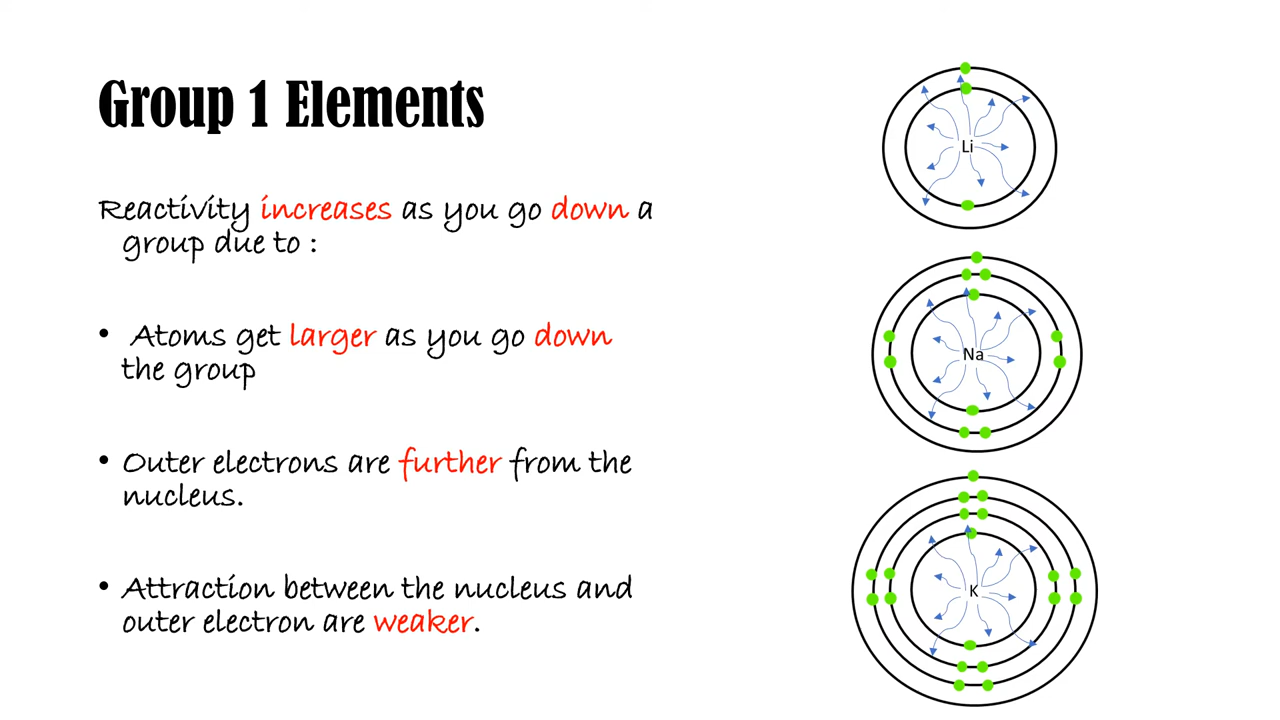 Group 1 Elements
Reactivity increases as you go down a
group due to :
• Atoms get larger as you go down
the group
• Outer electrons are further from the
nucleus.
• Attraction between the nucleus and
outer electron are weaker.
Li
Na
K